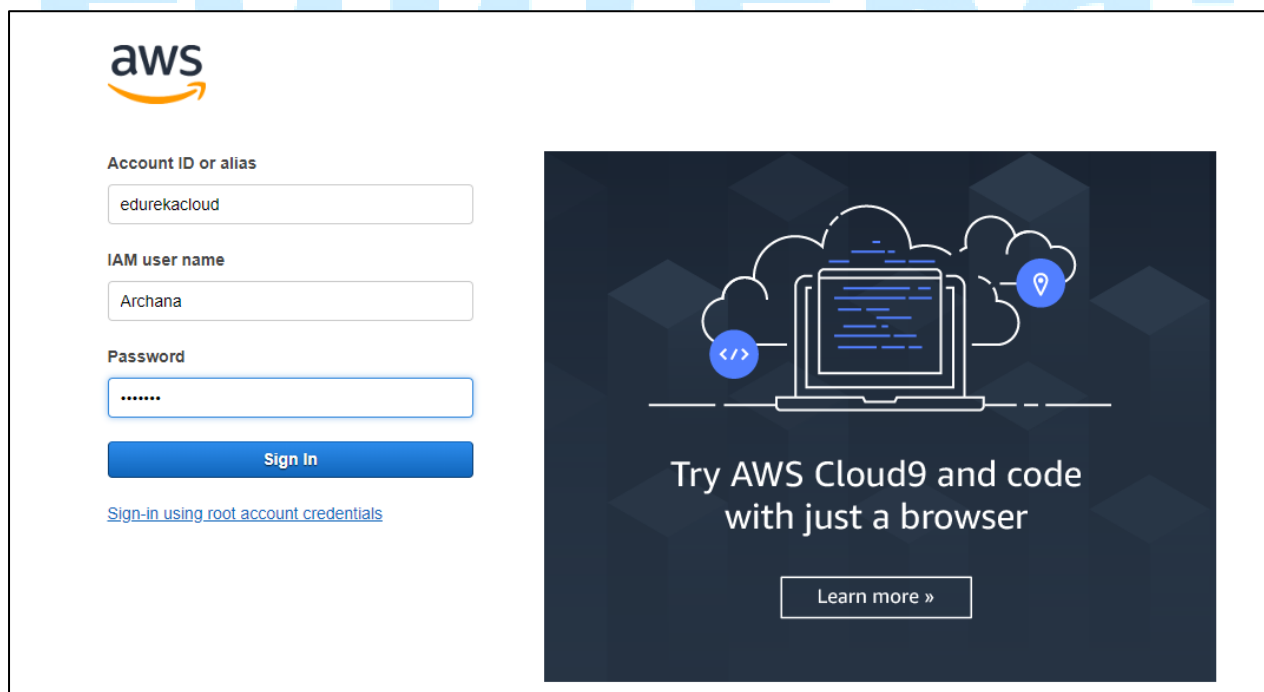 aws
Account ID or alias
edurekacloud
IAM user name
Archana
Password
•••••••
Sign In
Sign-in using root account credentials
</>
Try AWS Cloud9 and code
with just a browser
Learn more »